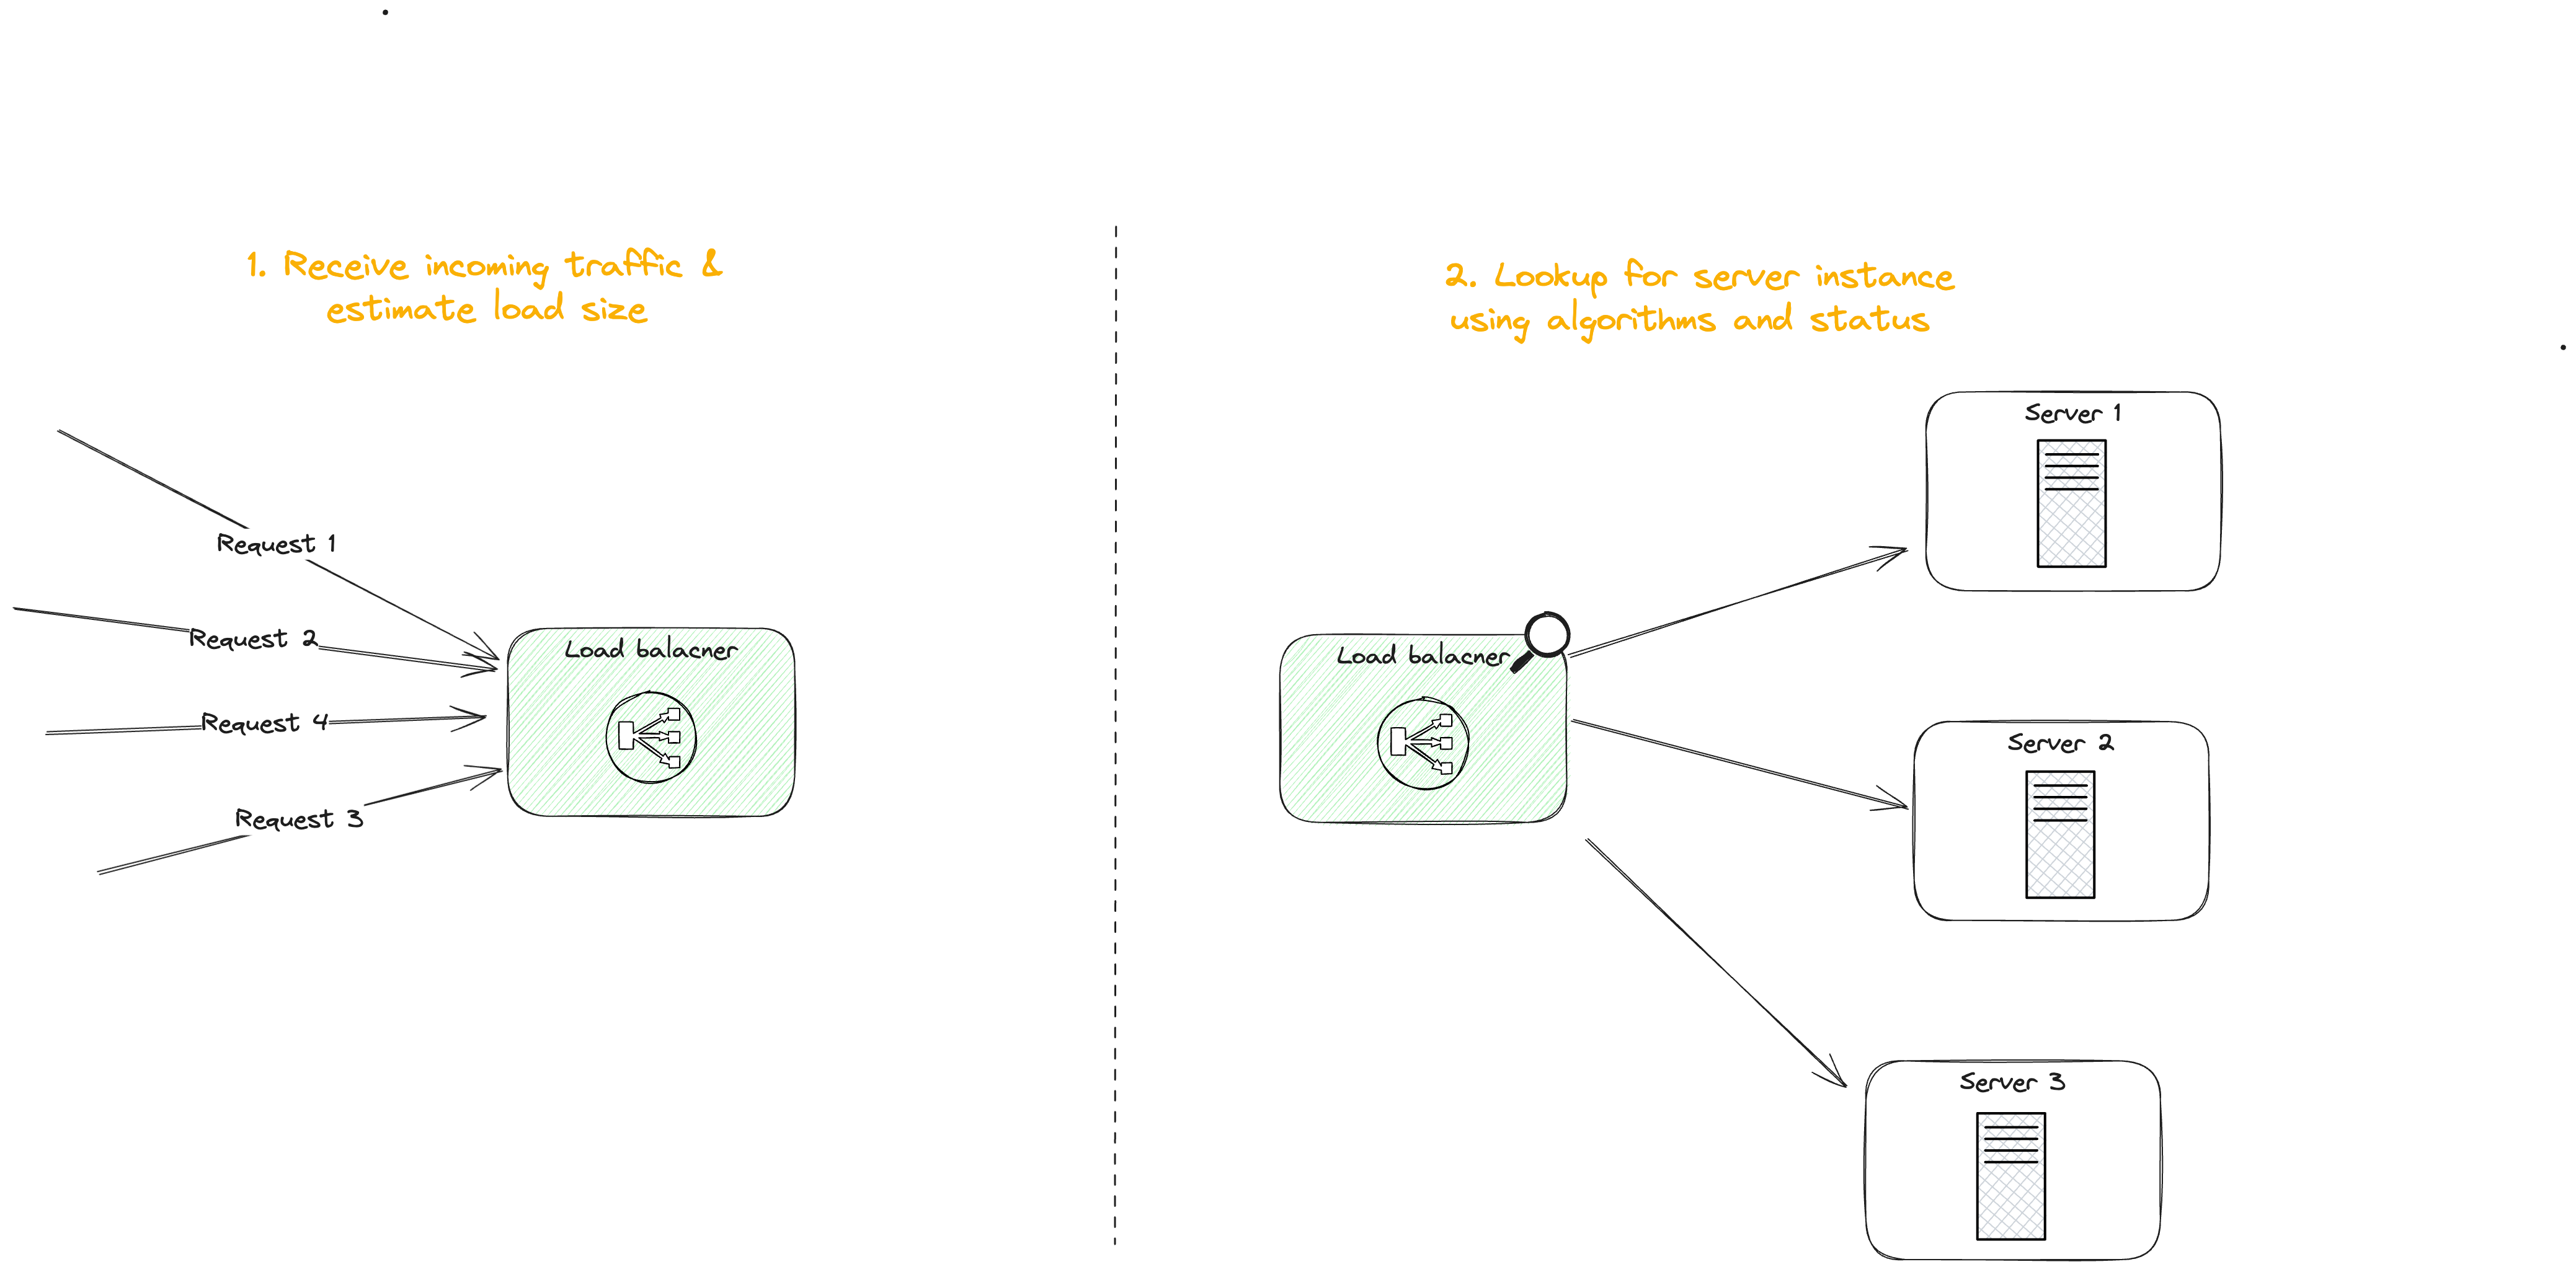 1. Receive incoming traffic &
estimate load size
Request 1
Request 2
Request 4
Request 3
Load balacner
2. Lookup for server instance
using algorithms and status
Load balacner
Server 1
Server 2
Server 3